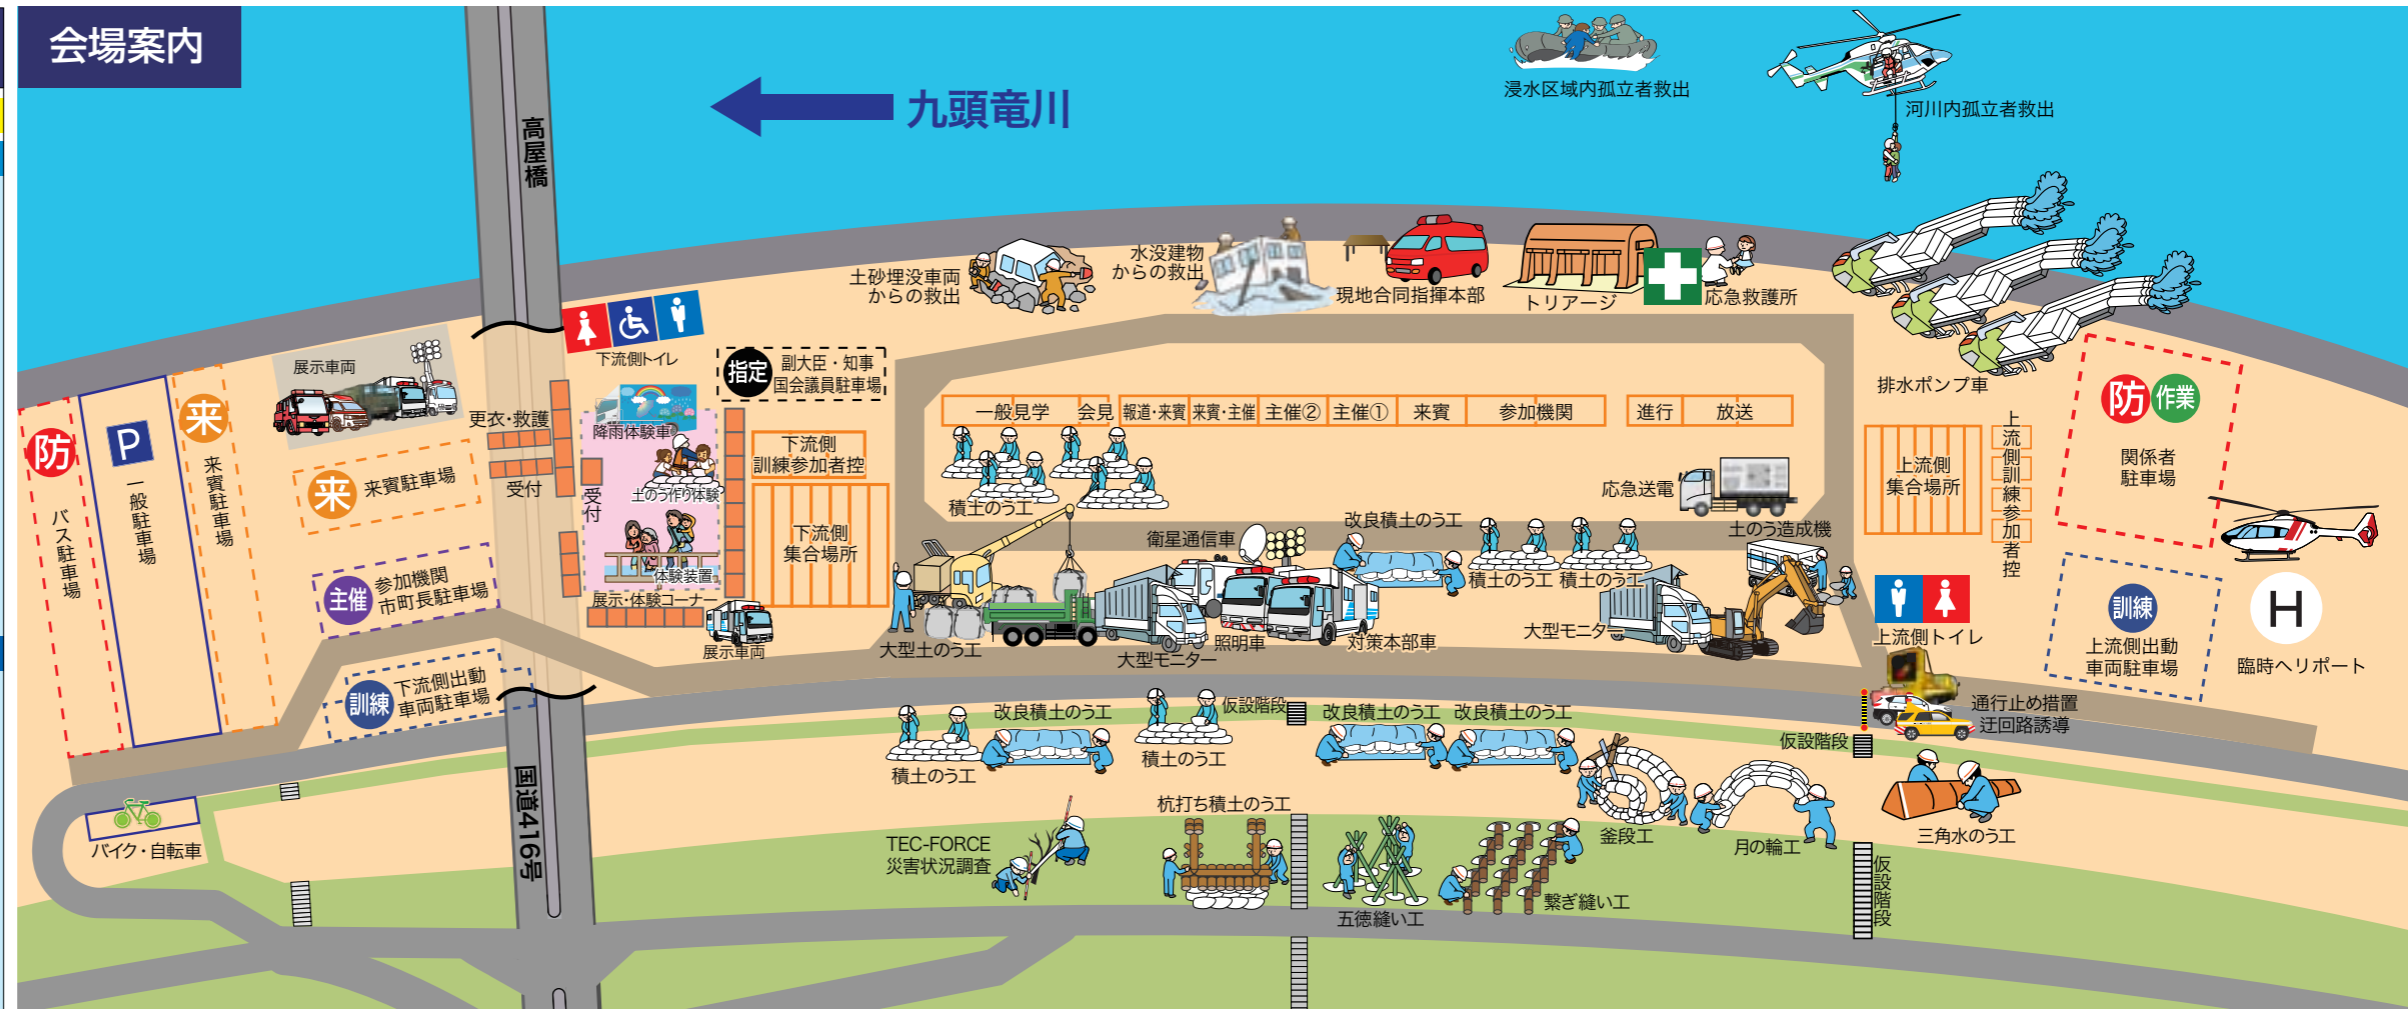 会場案内
高屋橋
九頭竜川
浸水区域内孤立者救出
河川内孤立者救出
土砂埋没車両
からの救出
水没建物
からの救出
現地合同指揮本部
トリアージ
応急救護所
排水ポンプ車
下流側トイレ
指定
副大臣・知事
国会議員駐車場
展示車両
防
バス駐車場
P
一般駐車場
来
来賓駐車場
来
来賓駐車場
更衣・救護
受付
受付
降雨体験車
土のう作り体験
体験装置
展示・体験コーナー
展示車両
下流側
訓練参加者控
下流側
集合場所
主催
参加機関
市町長駐車場
訓練
下流側出動
車両駐車場
一般見学
会見
報道・来賓
来賓・主催
主催②
主催①
来賓
参加機関
進行
放送
積土のう工
応急送電
土のう造成機
衛星通信車
改良積土のう工
積土のう工
積土のう工
大型土のう工
大型モニター
照明車
対策本部車
大型モニター
上流側
集合場所
上流側訓練参加者控
防
作業
関係者
駐車場
上流側トイレ
訓練
上流側出動
車両駐車場
H
臨時ヘリポート
通行止め措置
迂回路誘導
仮設階段
積土のう工
改良積土のう工
積土のう工
仮設階段
改良積土のう工
改良積土のう工
釜段工
月の輪工
三角水のう工
仮設階段
国道416号
バイク・自転車
TEC-FORCE
災害状況調査
杭打ち積土のう工
五徳縫い工
繋ぎ縫い工